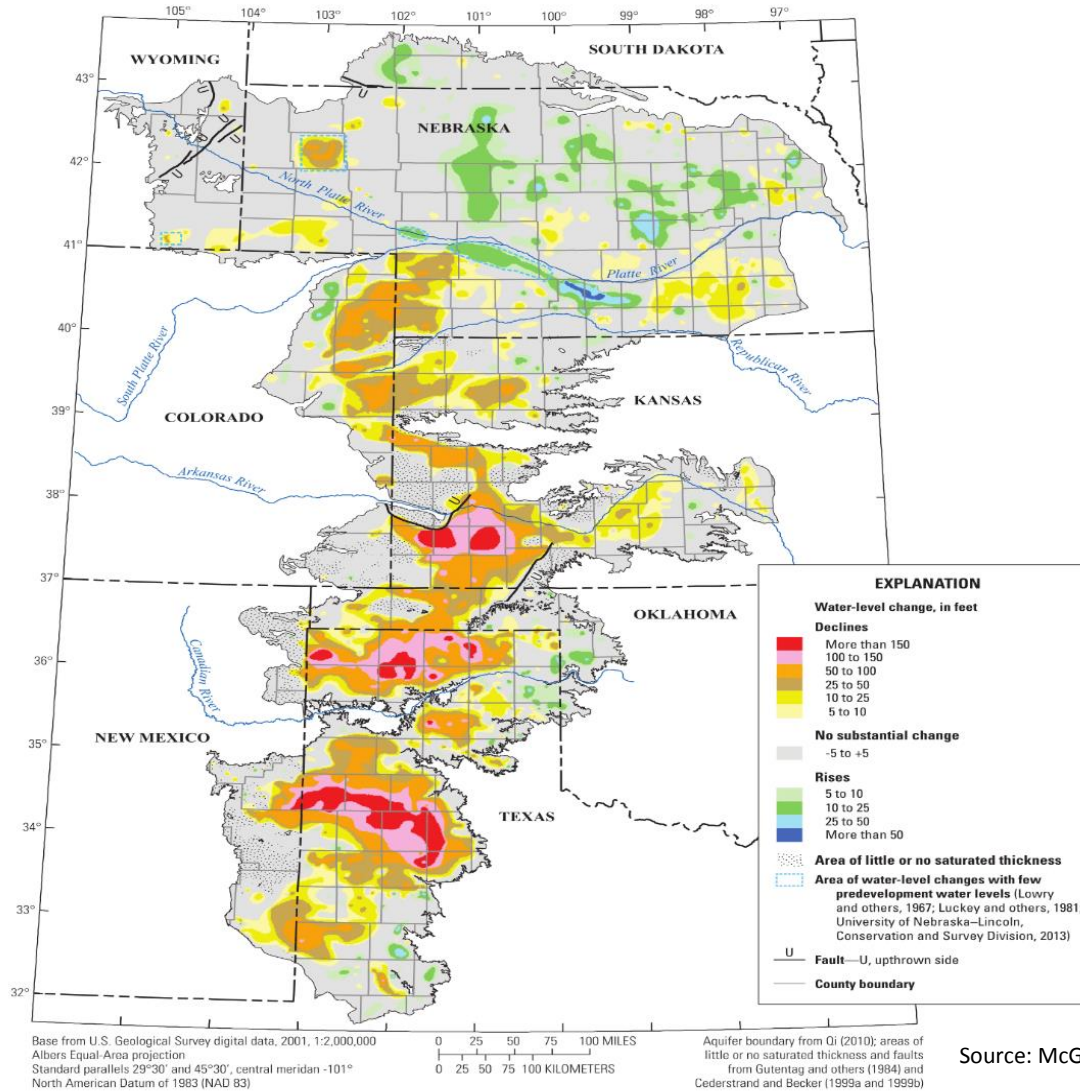 105° 104° 103° 102° 101° 100° 99° 98° 97°
WYOMING
SOUTH DAKOTA
43°
U
U
NEBRASKA
U
U
42°
U
North Platte River
41°
Platte River
40°
South Platte River
Republican River
39°
COLORADO
KANSAS
Arkansas River
38°
U
37°
U
OKLAHOMA
36°
Canadian River
35°
NEW MEXICO
TEXAS
34°
33°
32°
EXPLANATION
Water-level change, in feet
Declines
More than 150
100 to 150
50 to 100
25 to 50
10 to 25
5 to 10
No substantial change
-5 to +5
Rises
5 to 10
10 to 25
25 to 50
More than 50
Area of little or no saturated thickness
Area of water-level changes with few
predevelopment water levels (Lowry
and others, 1967; Luckey and others, 1981
University of Nebraska–Lincoln,
Conservation and Survey Division, 2013)
U
Fault—U, upthrown side
County boundary
Base from U.S. Geological Survey digital data, 2001, 1:2,000,000
Albers Equal-Area projection
Standard parallels 29°30' and 45°30', central meridian -101°
North American Datum of 1983 (NAD 83)
0 25 50 75 100 MILES
0 25 50 75 100 KILOMETERS
Aquifer boundary from Qi (2010); areas of
little or no saturated thickness and faults
from Gutentag and others (1984) and
Cederstrand and Becker (1999a and 1999b)
Source: McG